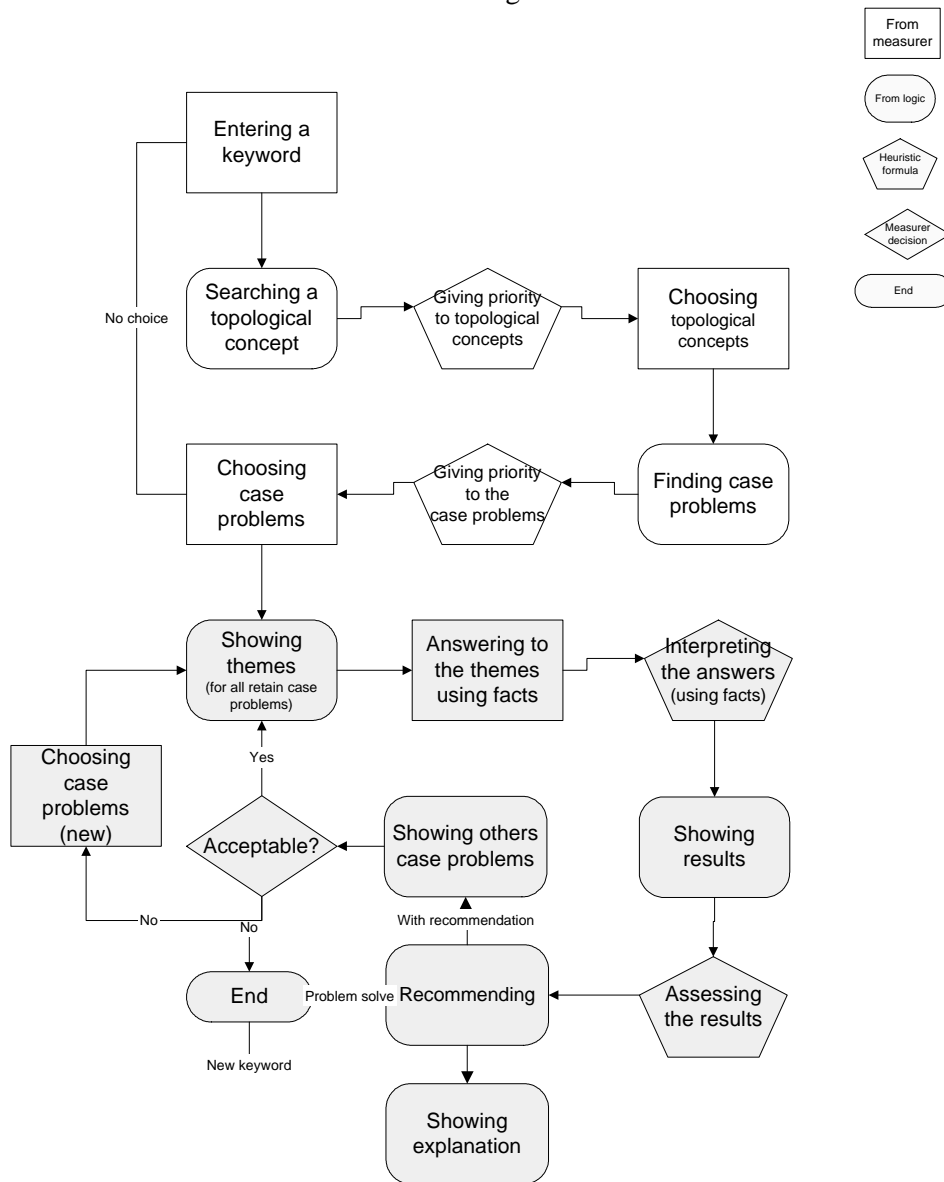 From
measurer
From logic
Heuristic
formula
Measurer
decision
End
Entering a
keyword
No choice
Searching a
topological
concept
Giving priority
to topological
concepts
Choosing
topological
concepts
Choosing
case
problems
Giving priority
to the
case problems
Finding case
problems
Showing
themes
(for all retain case
problems)
Answering to
the themes
using facts
Interpreting
the answers
(using facts)
Yes
Choosing
case
problems
(new)
Acceptable?
Showing others
case problems
Showing
results
No
No
With recommendation
End
Problem solve
Recommending
Assessing
the results
New keyword
Showing
explanation